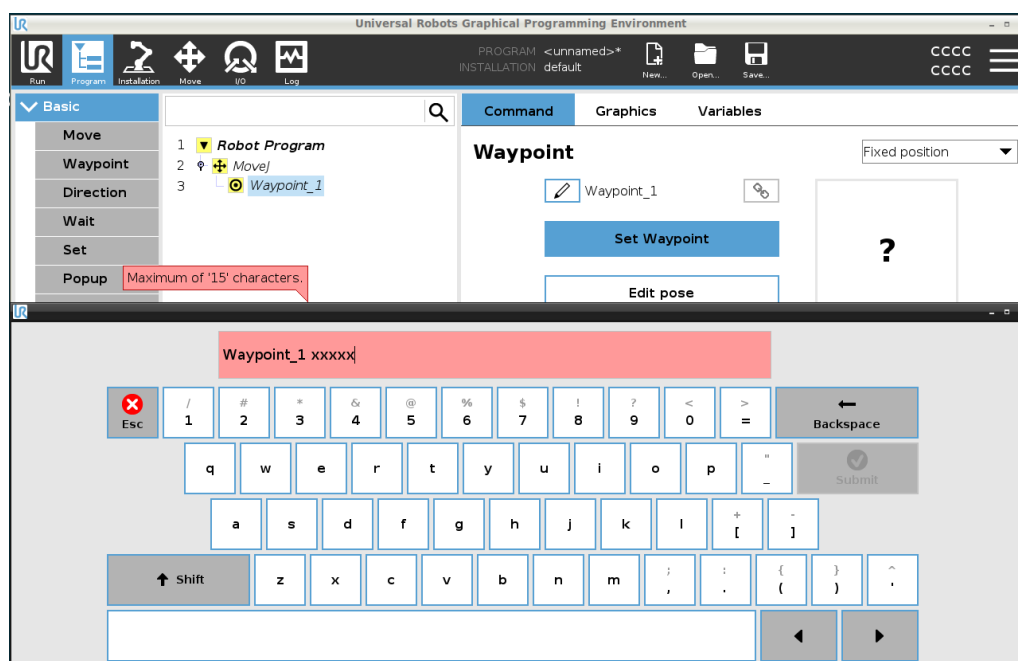 UR Universal Robots Graphical Programming Environment
UR
Run
Program
Installation
Move
I/O
Log
PROGRAM <unnamed>*
INSTALLATION default
New...
Open...
Save...
CCCC
CCCC
Basic
Move
Waypoint
Direction
Wait
Set
Popup
1 Robot Program
2 MoveJ
3 Waypoint_1
Maximum of '15' characters.
Command Graphics Variables
Waypoint
Fixed position
Waypoint_1
Set Waypoint
?
Edit pose
UR
Waypoint_1 xxxxx
Esc
/ # * & @ % $ ! ? < >
1 2 3 4 5 6 7 8 9 0 =
Backspace
q w e r t y u i o p " _
Submit
a s d f g h j k l + [ - ]
Shift
z x c v b n m ; , : . { ( } ) ^ '